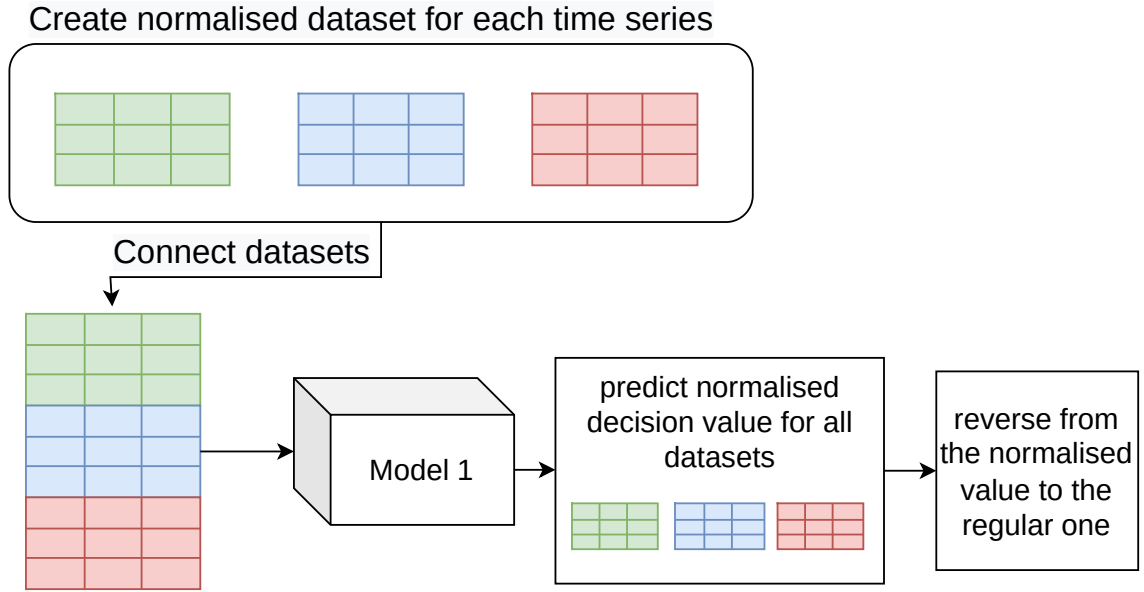 Create normalised dataset for each time series
Connect datasets
Model 1
predict normalised
decision value for all
datasets
reverse from
the normalised
value to the
regular one